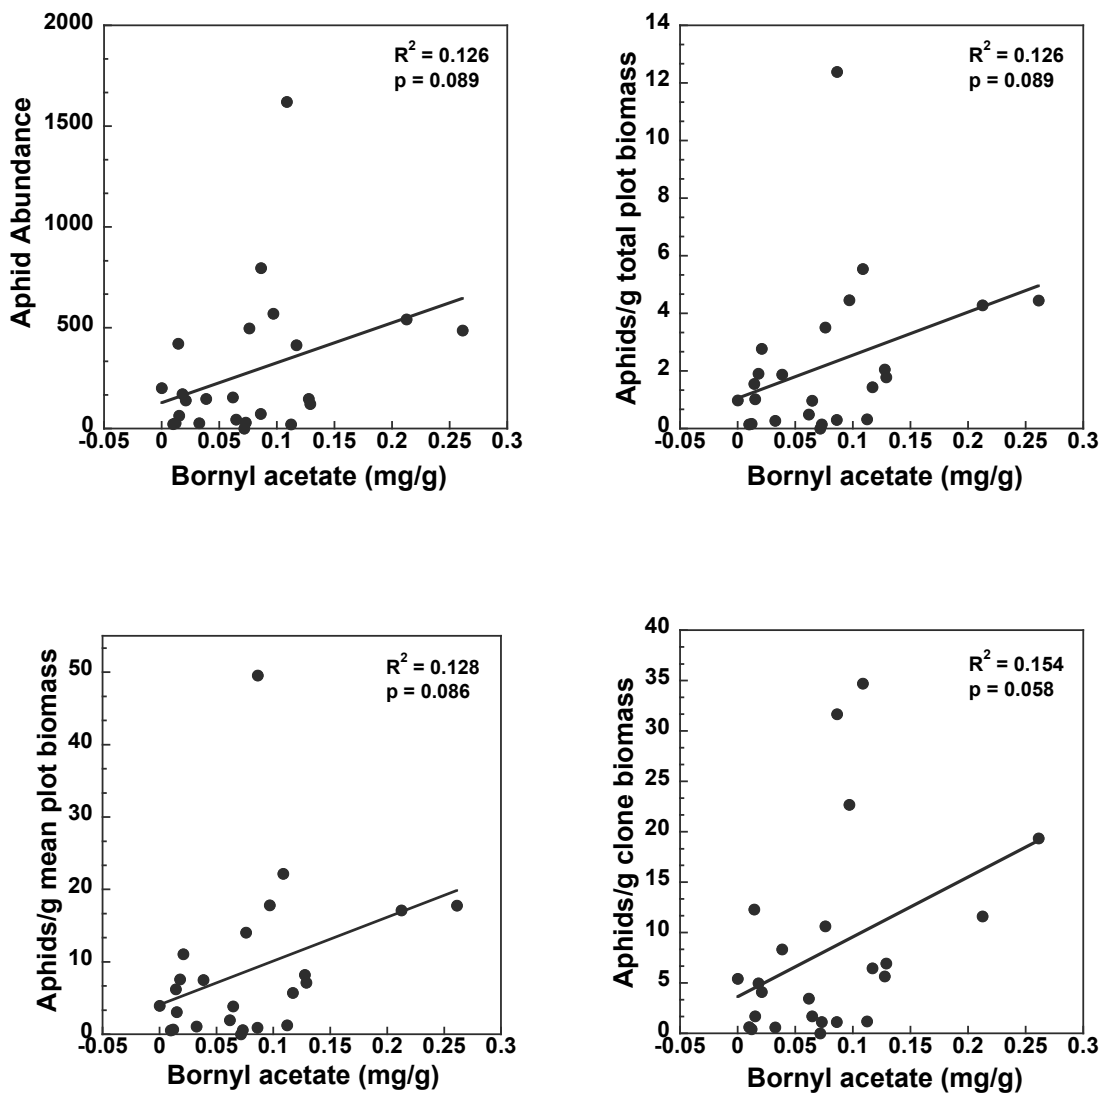 2000
1500
1000
500
0
Aphid Abundance
R² = 0.126
p = 0.089
-0.05 0 0.05 0.1 0.15 0.2 0.25 0.3
Bornyl acetate (mg/g)
14
12
10
8
6
4
2
0
Aphids/g total plot biomass
R² = 0.126
p = 0.089
-0.05 0 0.05 0.1 0.15 0.2 0.25 0.3
Bornyl acetate (mg/g)
50
40
30
20
10
0
Aphids/g mean plot biomass
R² = 0.128
p = 0.086
-0.05 0 0.05 0.1 0.15 0.2 0.25 0.3
Bornyl acetate (mg/g)
40
35
30
25
20
15
10
5
0
Aphids/g clone biomass
R² = 0.154
p = 0.058
-0.05 0 0.05 0.1 0.15 0.2 0.25 0.3
Bornyl acetate (mg/g)